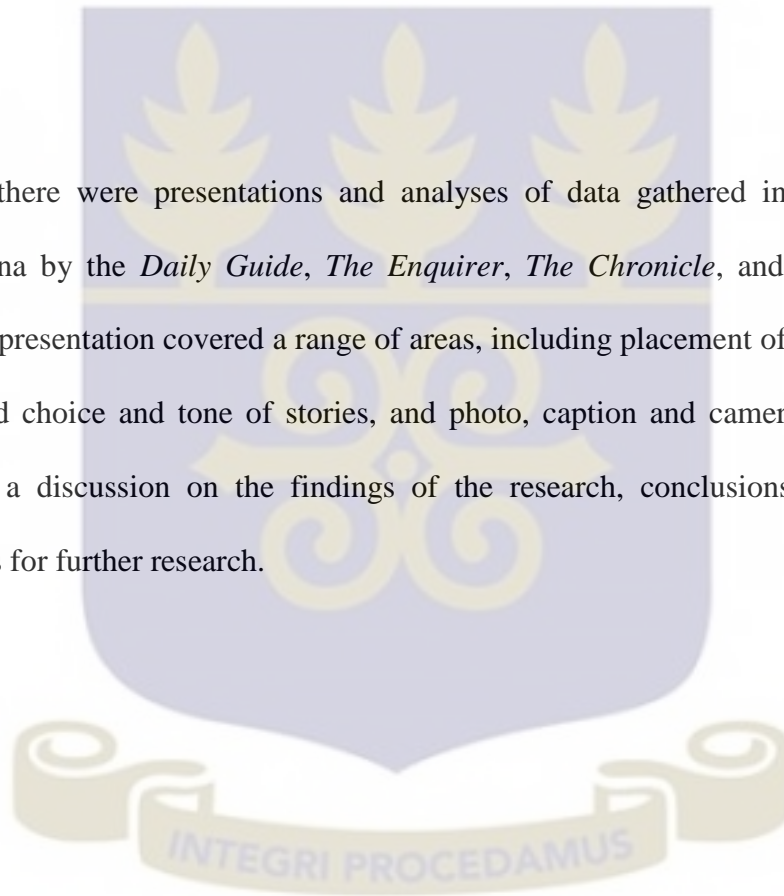 there were presentations and analyses of data gathered in
by the Daily Guide, The Enquirer, The Chronicle, and
presentation covered a range of areas, including placement of
choice and tone of stories, and photo, caption and
a discussion on the findings of the research, conclusions
for further research.
INTEGRI PROCEDAMUS